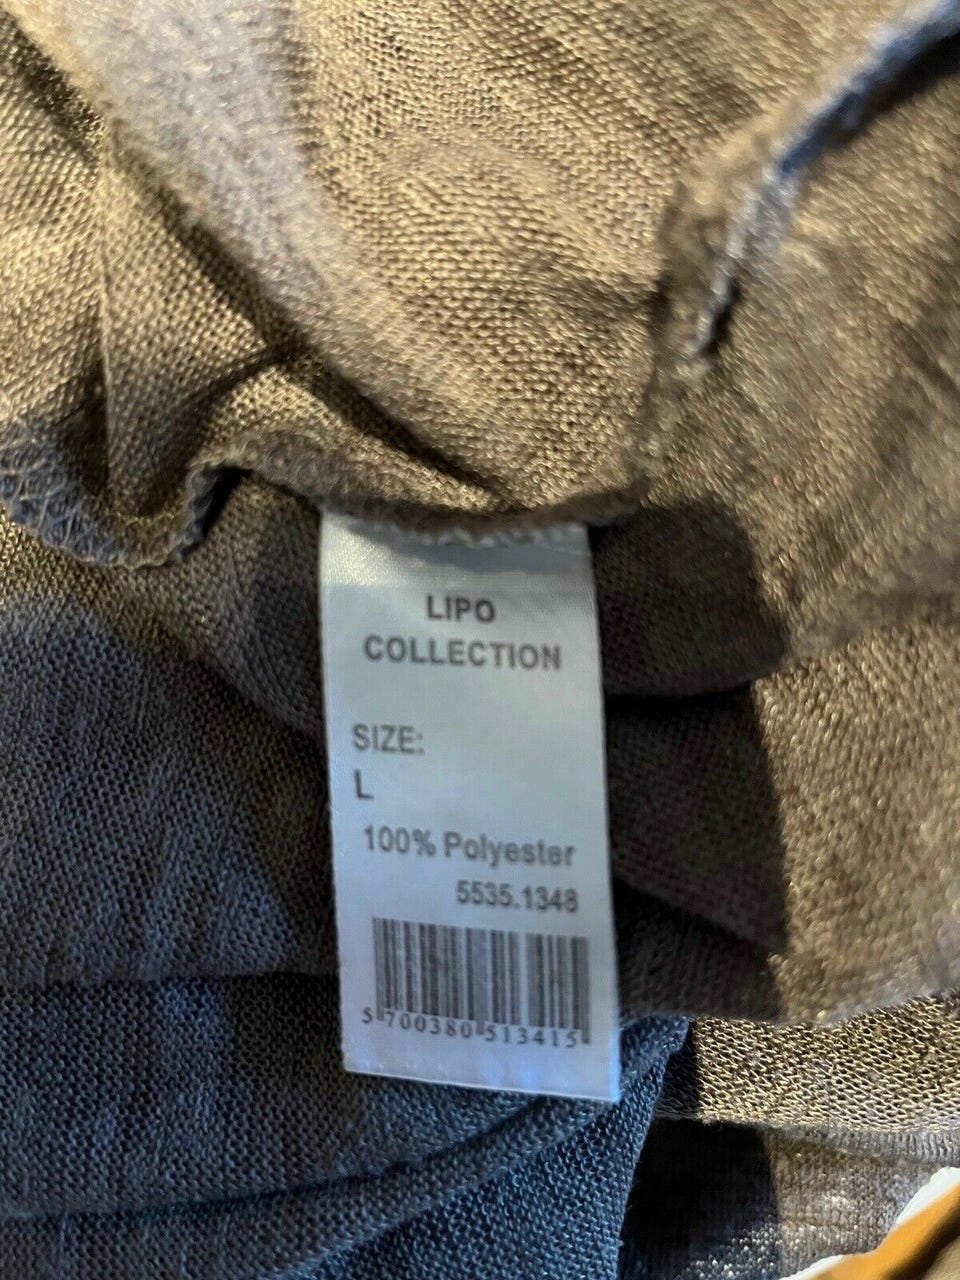 LIPO
COLLECTION
SIZE:
L
100% Polyester
5535.1348
5 700380 513415